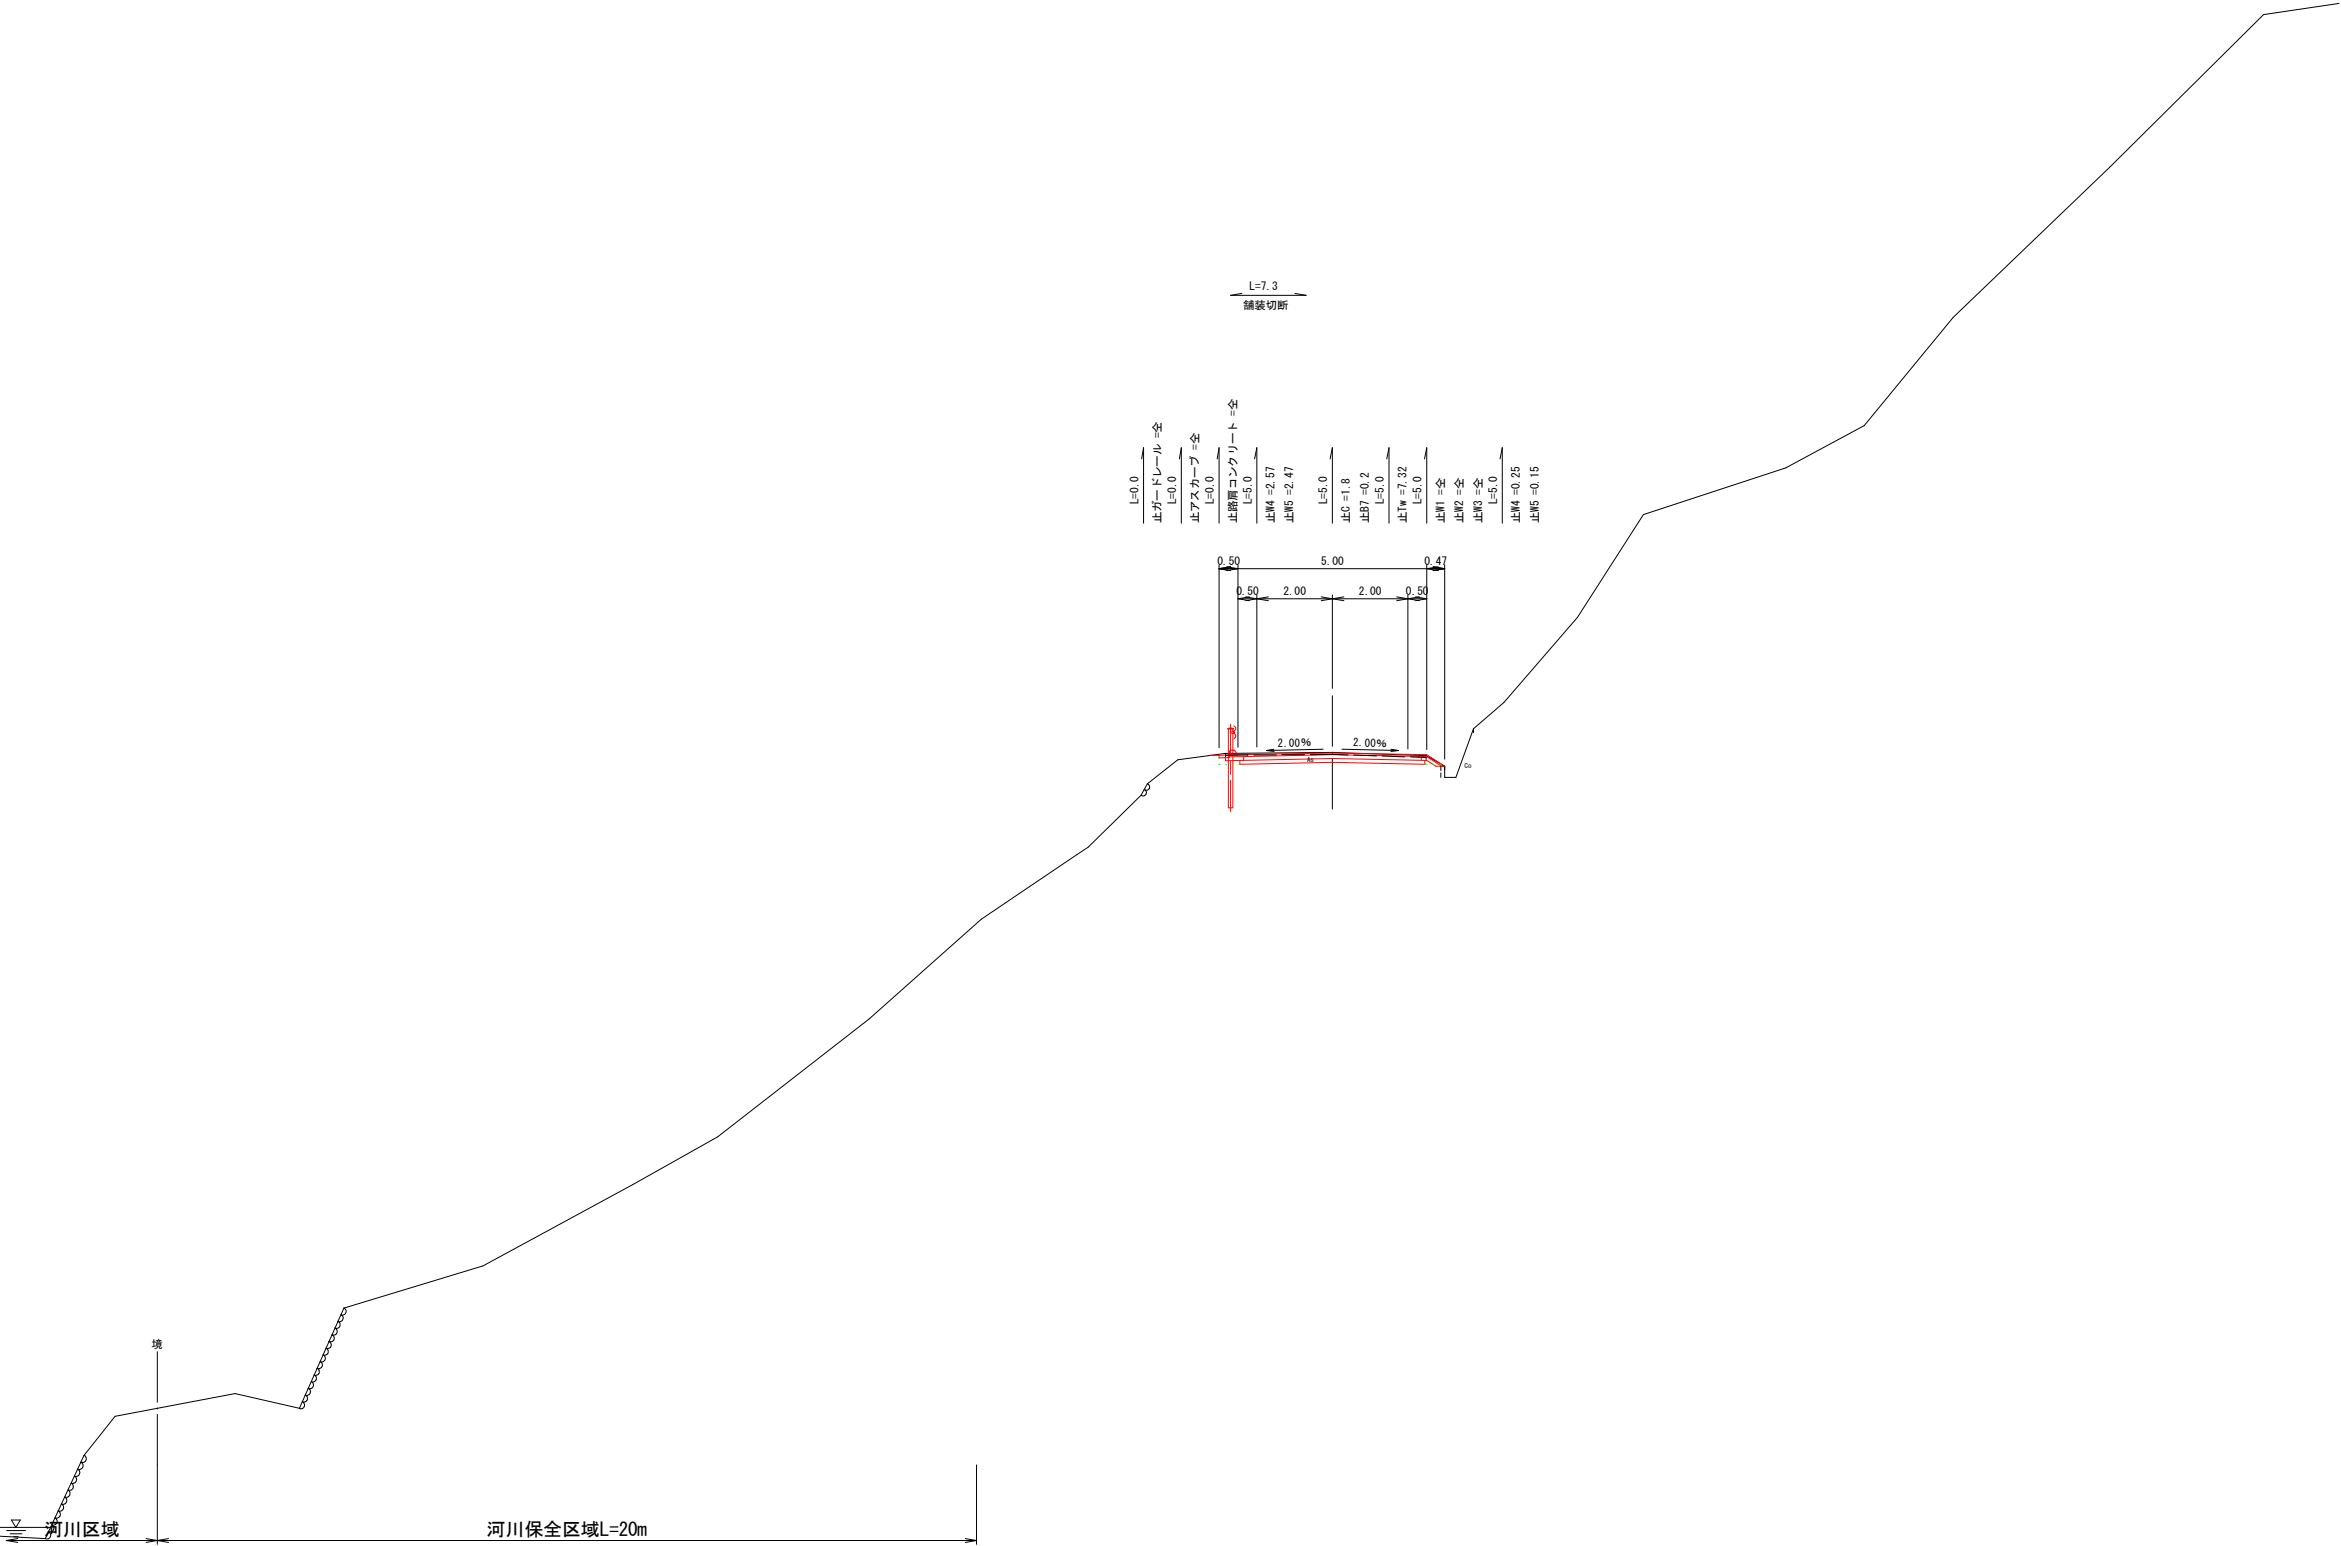 L=7.3
舗装切断
L=0.0
止ガードレール =全
L=0.0
止アスカーブ =全
L=0.0
止路肩コンクリート =全
L=5.0
止W4 =2.57
止W5 =2.47
L=5.0
止C =1.8
止B7 =0.2
L=5.0
止Tw =7.32
L=5.0
止W1 =全
止W2 =全
止W3 =全
L=5.0
止W4 =0.25
止W5 =0.15
0.50
5.00
0.47
0.50
2.00
2.00
0.50
2.00%
2.00%
As
Co
境
河川区域
河川保全区域L=20m